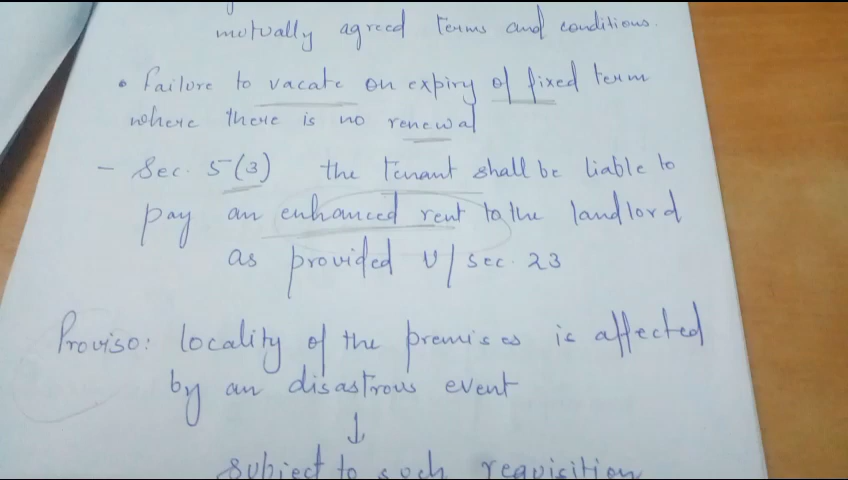 mutually agreed terms and conditions.
• Failure to vacate on expiry of fixed term
where there is no renewal
- Sec. 5(3) the tenant shall be liable to
pay an enhanced rent to the landlord
as provided U/sec. 23
Proviso: locality of the premises is affected
by an disastrous event
↓
Subject to such requisition